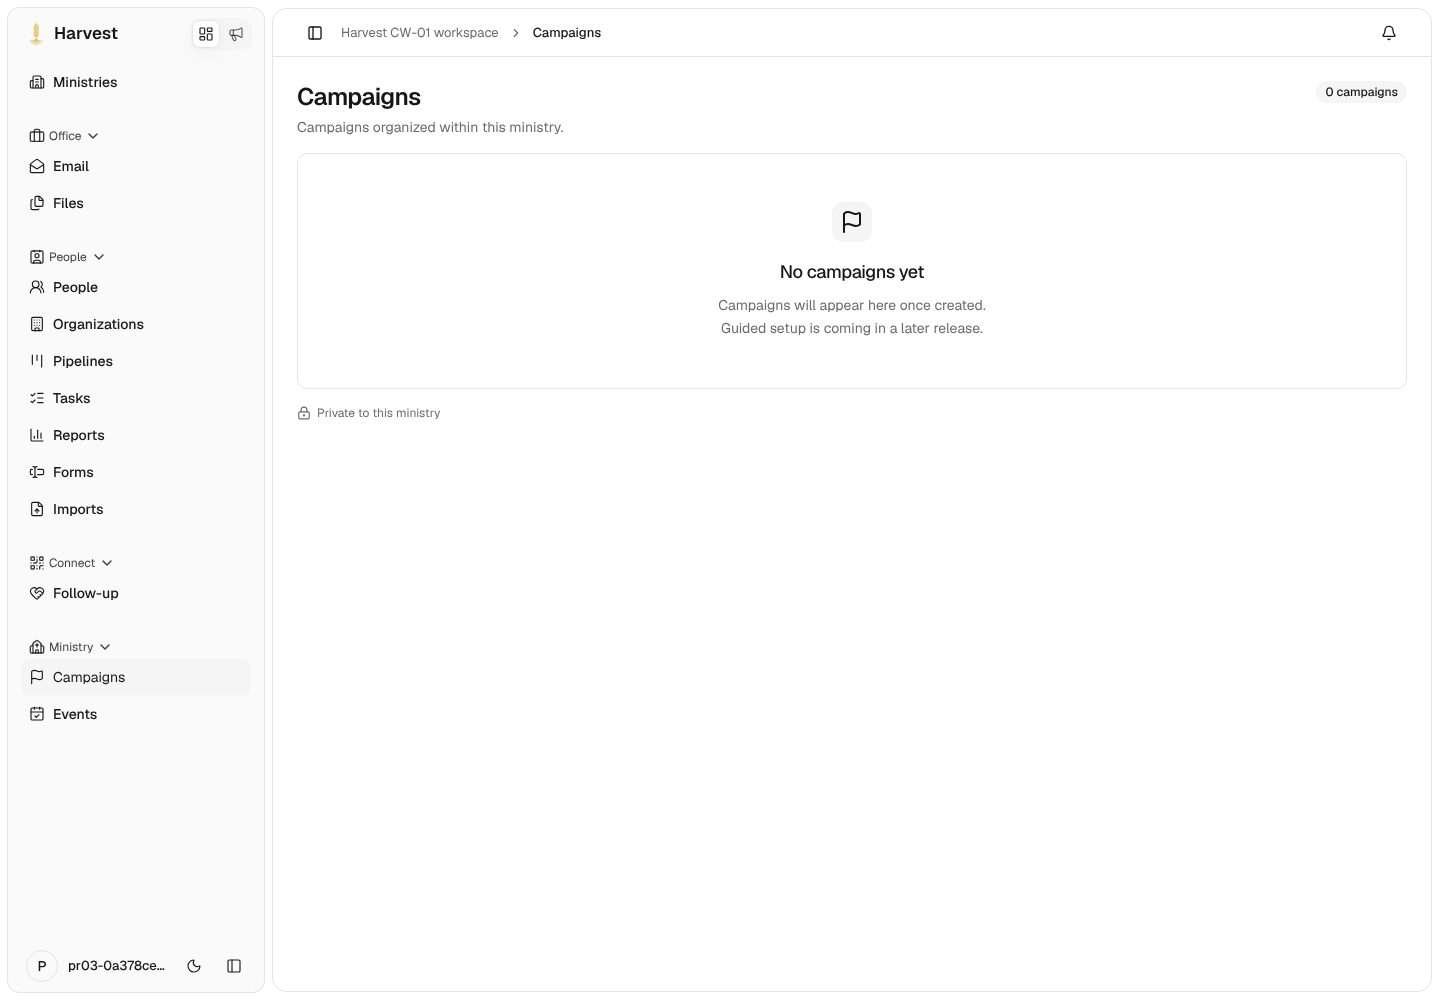 Harvest
Ministries
Office
Email
Files
People
People
Organizations
Pipelines
Tasks
Reports
Forms
Imports
Connect
Follow-up
Ministry
Campaigns
Events
P
pr03-0a378ce...
Harvest CW-01 workspace > Campaigns
Campaigns
0 campaigns
Campaigns organized within this ministry.
No campaigns yet
Campaigns will appear here once created.
Guided setup is coming in a later release.
Private to this ministry